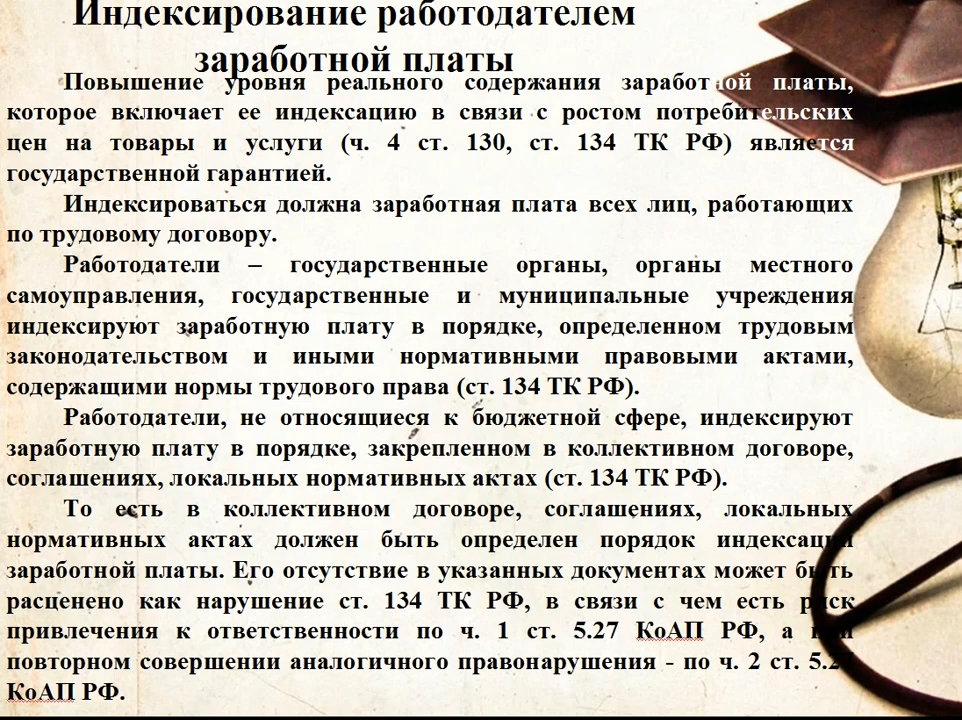 Индексирование работодателем
заработной платы
Повышение уровня реального содержания заработной платы,
которое включает ее индексацию в связи с ростом потребительских
цен на товары и услуги (ч. 4 ст. 130, ст. 134 ТК РФ) является
государственной гарантией.
Индексироваться должна заработная плата всех лиц, работающих
по трудовому договору.
Работодатели – государственные органы, органы местного
самоуправления, государственные и муниципальные учреждения
индексируют заработную плату в порядке, определенном трудовым
законодательством и иными нормативными правовыми актами,
содержащими нормы трудового права (ст. 134 ТК РФ).
Работодатели, не относящиеся к бюджетной сфере, индексируют
заработную плату в порядке, закрепленном в коллективном договоре,
соглашениях, локальных нормативных актах (ст. 134 ТК РФ).
То есть в коллективном договоре, соглашениях, локальных
нормативных актах должен быть определен порядок индексации
заработной платы. Его отсутствие в указанных документах может быть
расценено как нарушение ст. 134 ТК РФ, в связи с чем есть риск
привлечения к ответственности по ч. 1 ст. 5.27 КоАП РФ, а при
повторном совершении аналогичного правонарушения - по ч. 2 ст. 5.27
КоАП РФ.